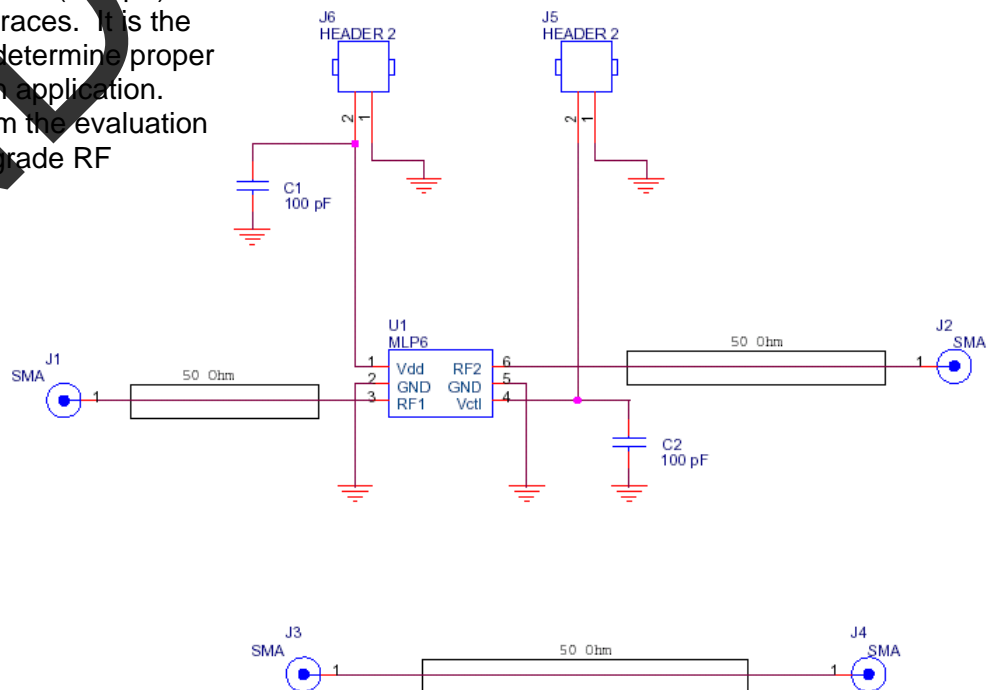 races. It is the
determine proper
application.
the evaluation
grade RF
J6
HEADER 2
J5
HEADER 2
2
1
2
1
C1
100 pF
U1
MLP6
J2
SMA
50 Ohm
J1
SMA
50 Ohm
1
Vdd
RF2
6
1
2
GND
GND
5
1
3
RF1
Vctl
4
C2
100 pF
J3
SMA
J4
SMA
50 Ohm
1
1